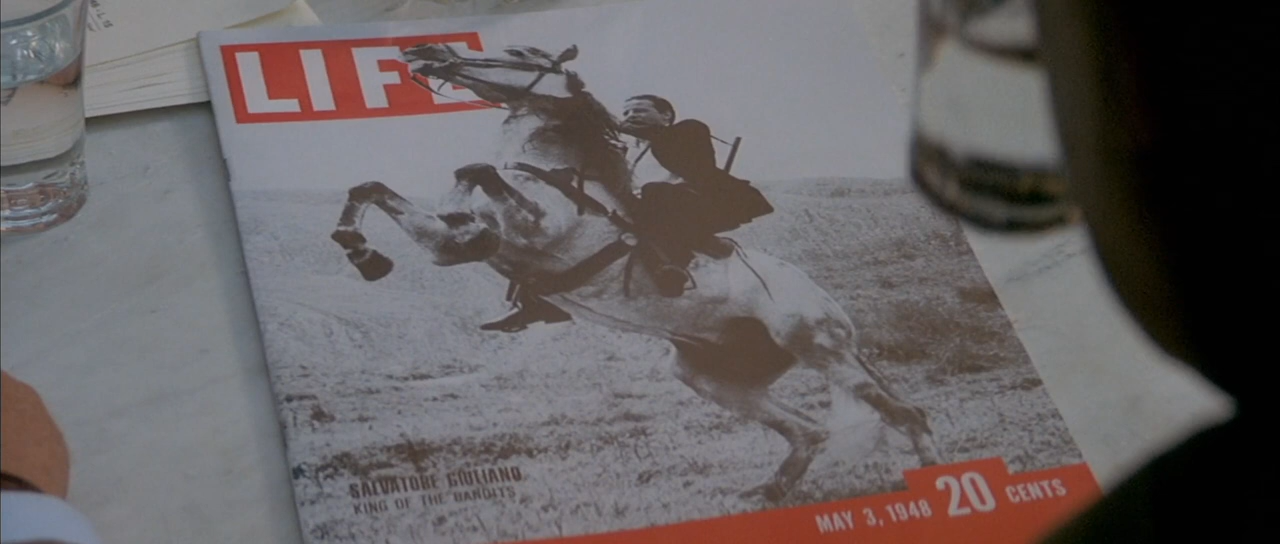 LIFE
SALVATORE GIULIANO
KING OF THE BANDITS
MAY 3, 1948 20 CENTS